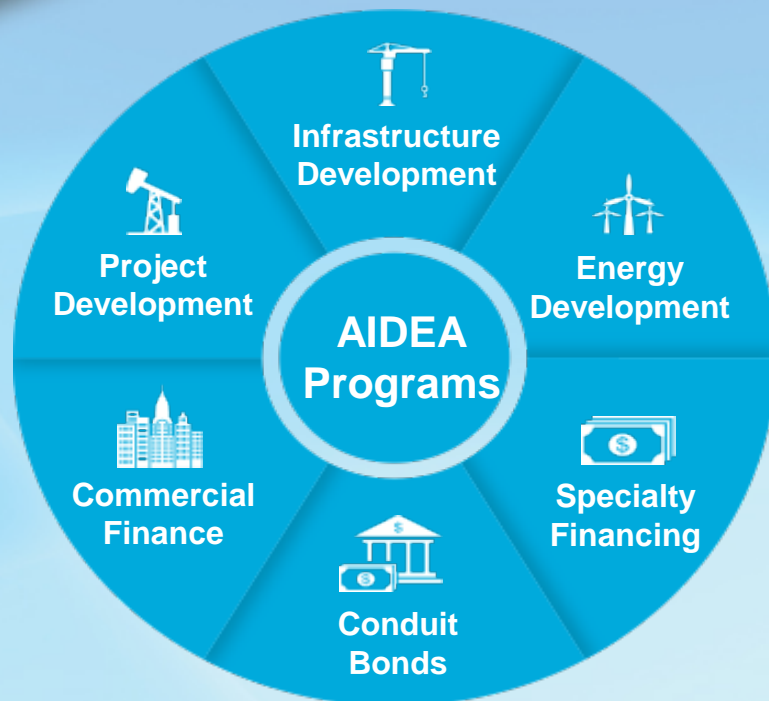 Infrastructure
Development
Energy
Development
Specialty
Financing
Conduit
Bonds
Commercial
Finance
Project
Development
AIDEA
Programs